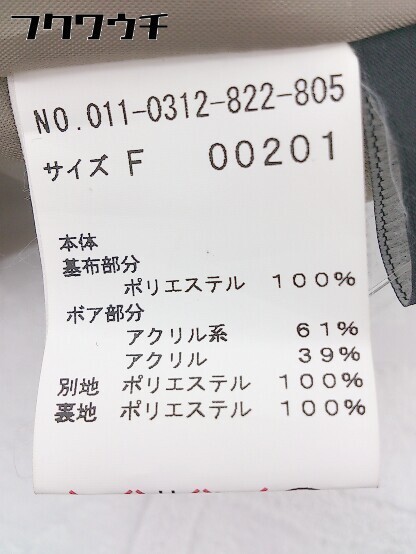 フクワウチ
NO.011-0312-822-805
サイズ F 00201
本体
基布部分
ポリエステル 100%
ボア部分
アクリル系 61%
アクリル 39%
別地 ポリエステル 100%
裏地 ポリエステル 100%